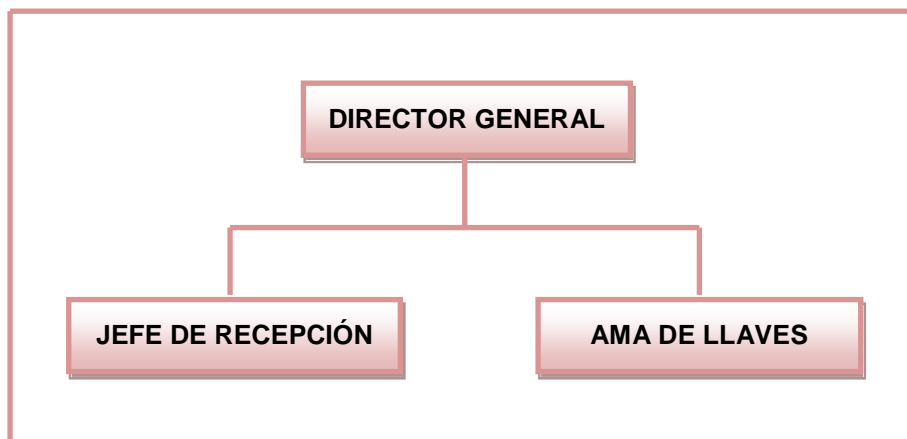 DIRECTOR GENERAL
JEFE DE RECEPCIÓN
AMA DE LLAVES